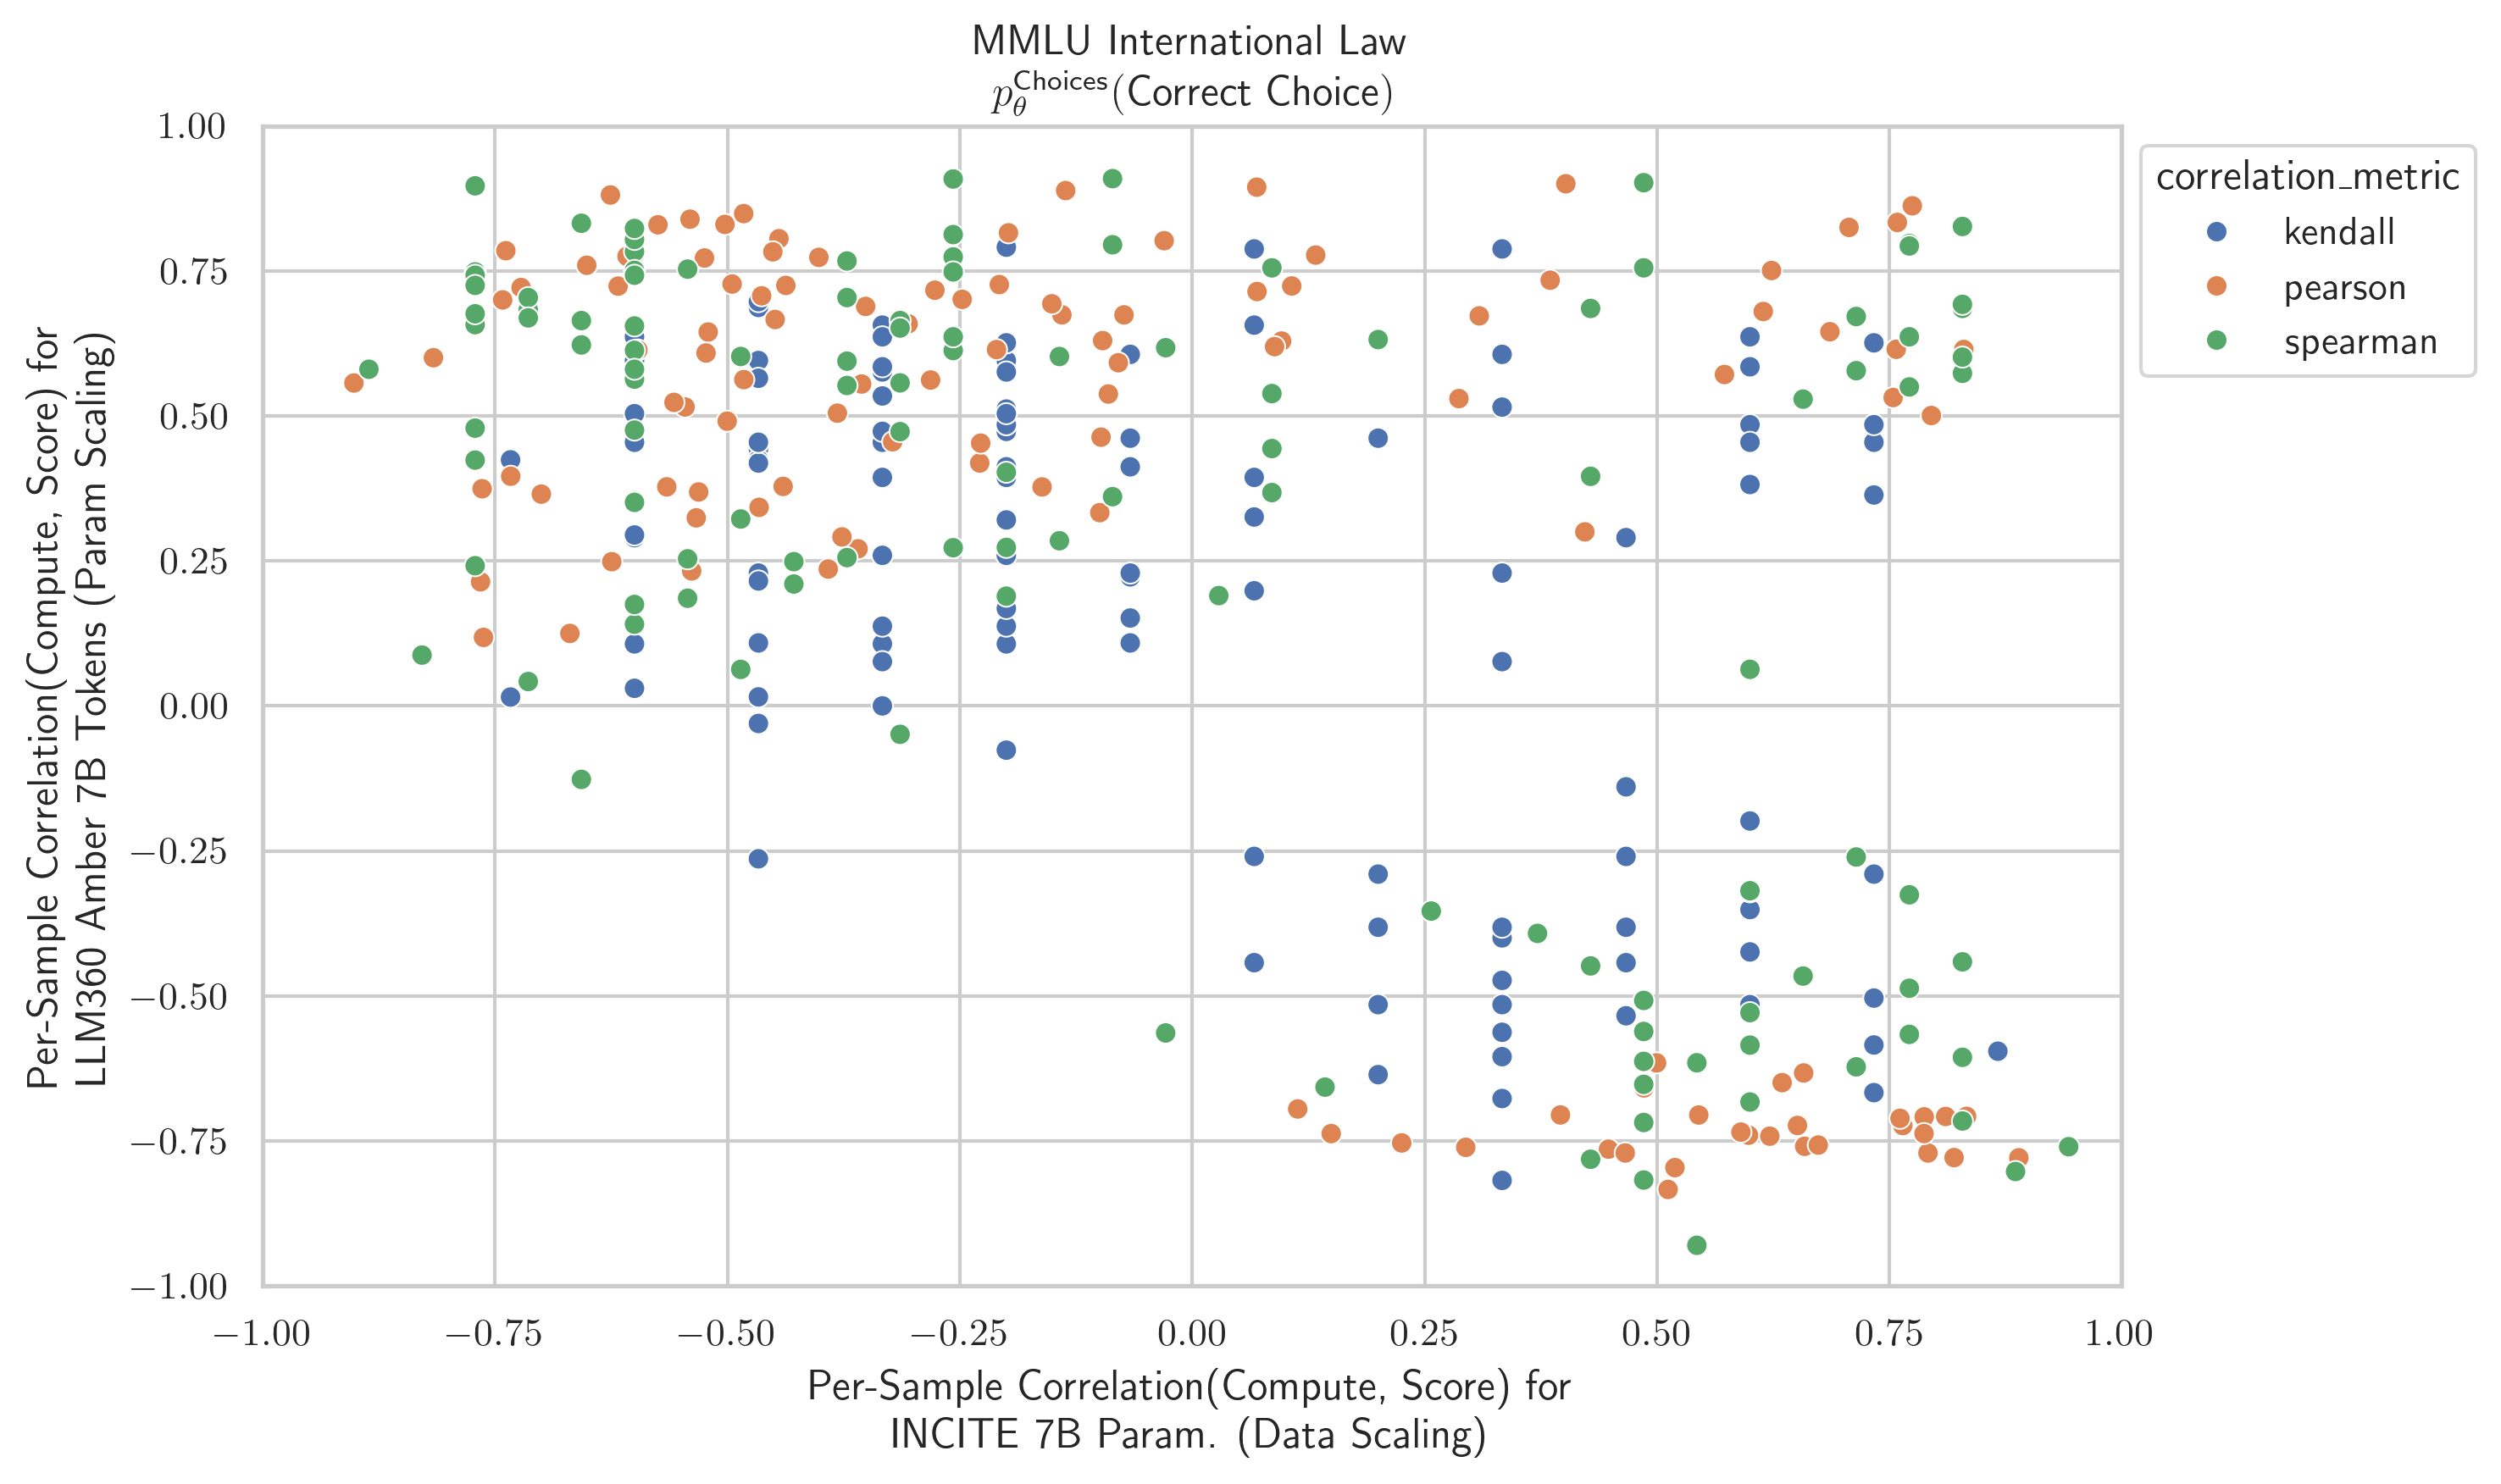 MMLU International Law
p_θ^Choices(Correct Choice)
1.00
0.75
0.50
0.25
0.00
−0.25
−0.50
−0.75
−1.00
Per-Sample Correlation(Compute, Score) for
LLM360 Amber 7B Tokens (Param Scaling)
−1.00 −0.75 −0.50 −0.25 0.00 0.25 0.50 0.75 1.00
Per-Sample Correlation(Compute, Score) for
INCITE 7B Param. (Data Scaling)
correlation_metric
kendall
pearson
spearman